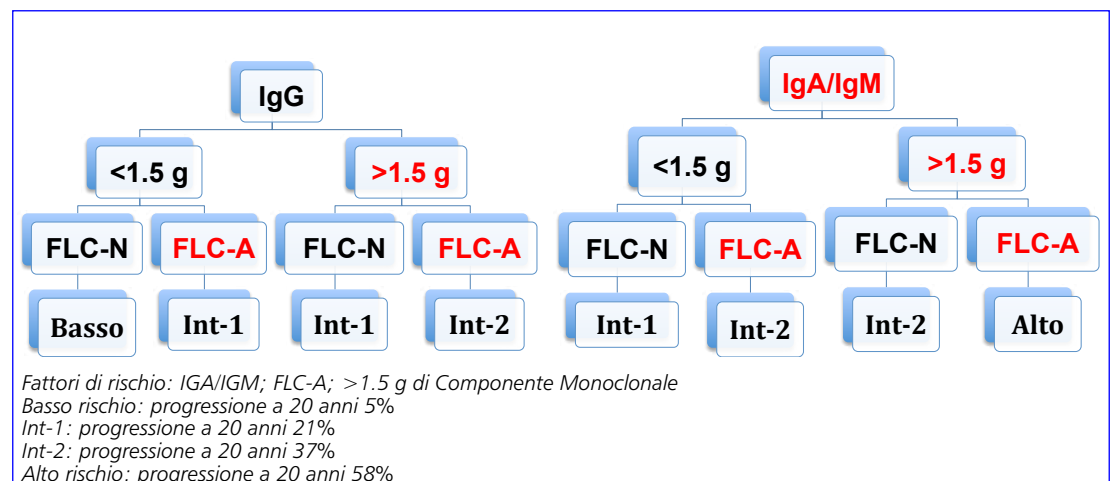 IgG
IgA/IgM
<1.5 g
>1.5 g
<1.5 g
>1.5 g
FLC-N
FLC-A
FLC-N
FLC-A
FLC-N
FLC-A
FLC-N
FLC-A
Basso
Int-1
Int-1
Int-2
Int-1
Int-2
Int-2
Alto
Fattori di rischio: IGA/IGM; FLC-A; >1.5 g di Componente Monoclonale
Basso rischio: progressione a 20 anni 5%
Int-1: progressione a 20 anni 21%
Int-2: progressione a 20 anni 37%
Alto rischio: progressione a 20 anni 58%